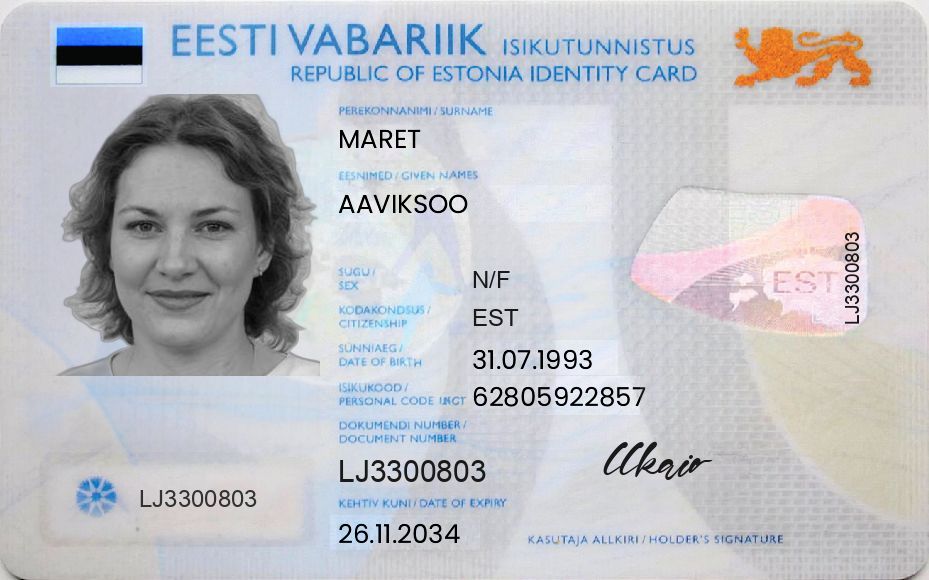 EESTI VABARIIK ISIKUTUNNISTUS
REPUBLIC OF ESTONIA IDENTITY CARD
PEREKONNANIMI / SURNAME
MARET
EESNIMED / GIVEN NAMES
AAVIKSOO
SUGU / SEX
N/F
KODAKONDSUS / CITIZENSHIP
EST
SÜNNIAEG / DATE OF BIRTH
31.07.1993
ISIKUKOOD / PERSONAL CODE
62805922857
DOKUMENDI NUMBER / DOCUMENT NUMBER
LJ3300803
KEHTIV KUNI / DATE OF EXPIRY
26.11.2034
LJ3300803
EST
LJ3300803
KASUTAJA ALLKIRI / HOLDER'S SIGNATURE